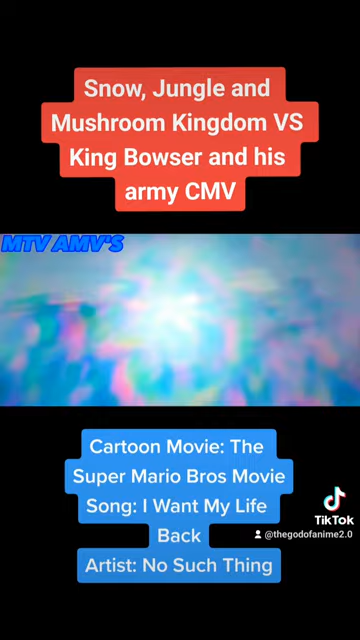 Snow, Jungle and
Mushroom Kingdom VS
King Bowser and his
army CMV
MTV AMV'S
Cartoon Movie: The
Super Mario Bros Movie
Song: I Want My Life
Back
Artist: No Such Thing
TikTok
@thegodofanime2.0